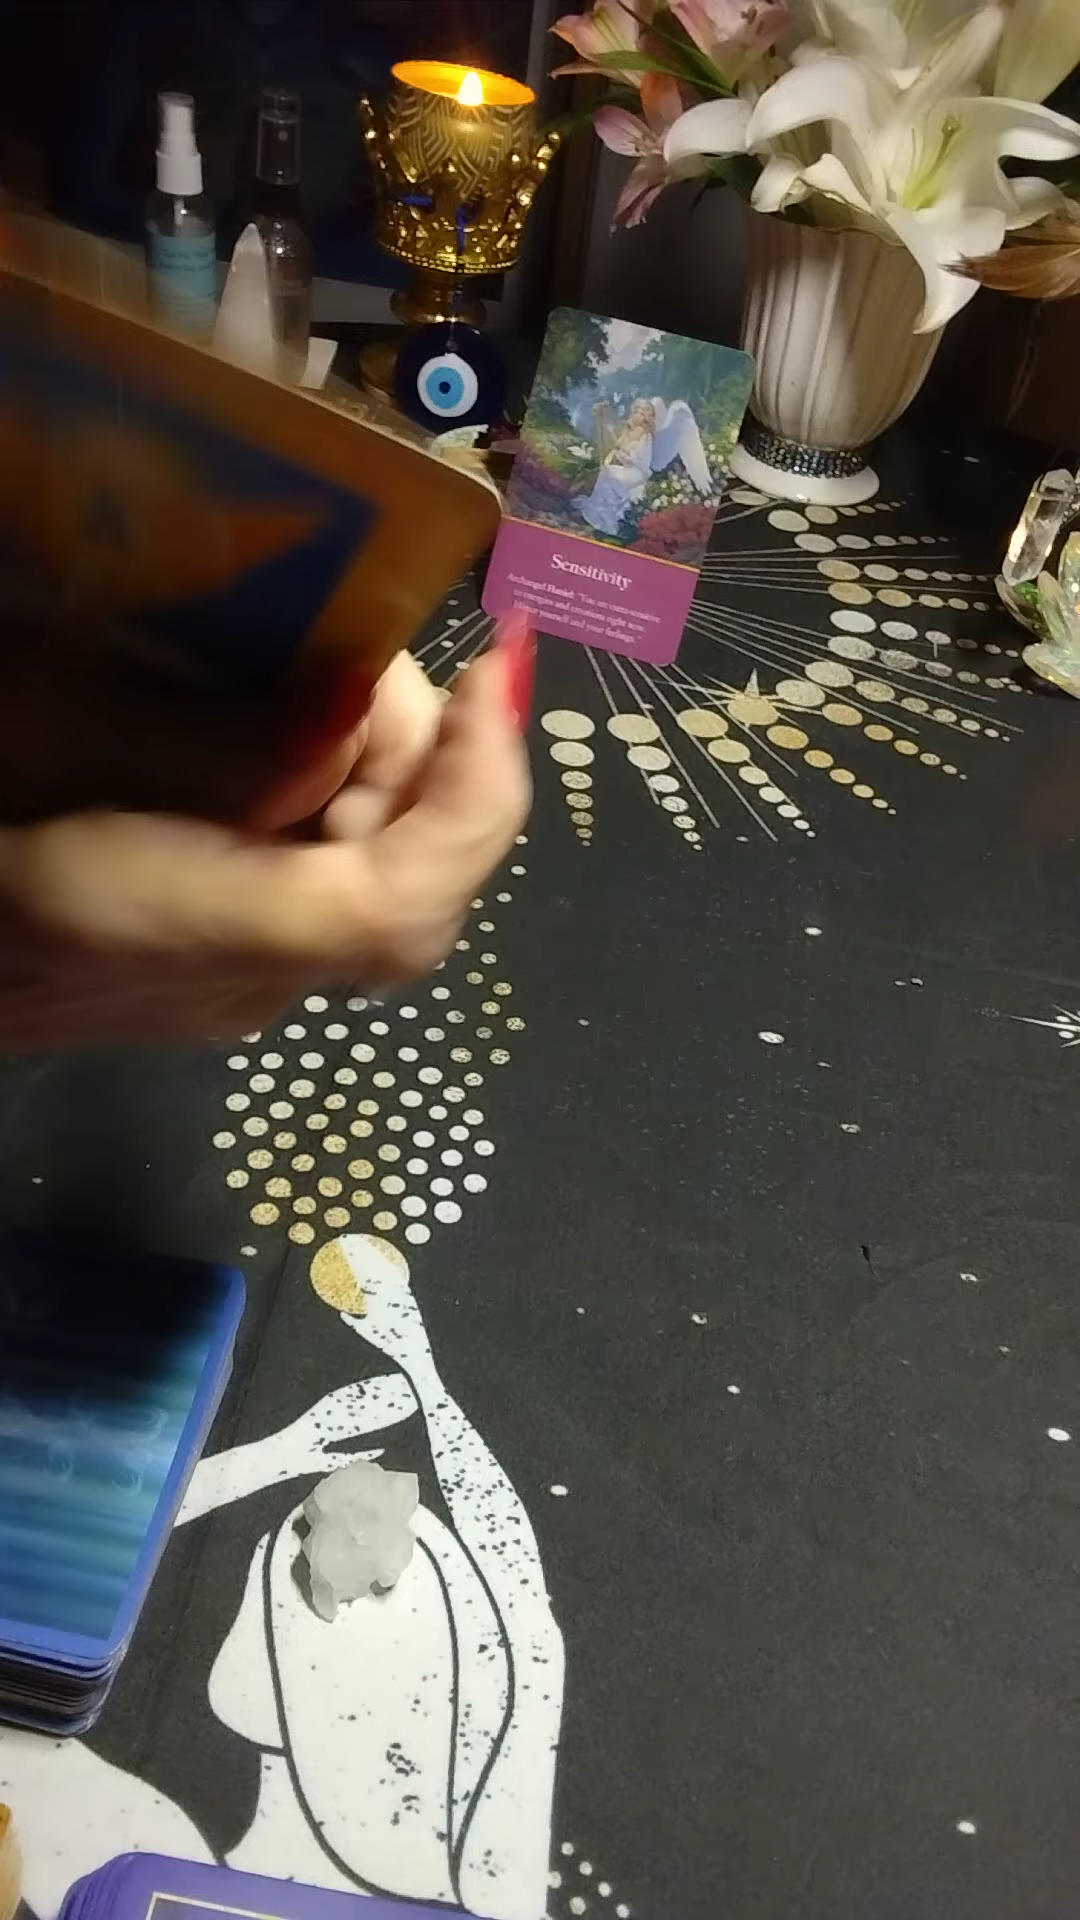 Sensitivity
Archangel Haniel: "You are extra-sensitive
to energies and emotions right now.
Honor yourself and your feelings."